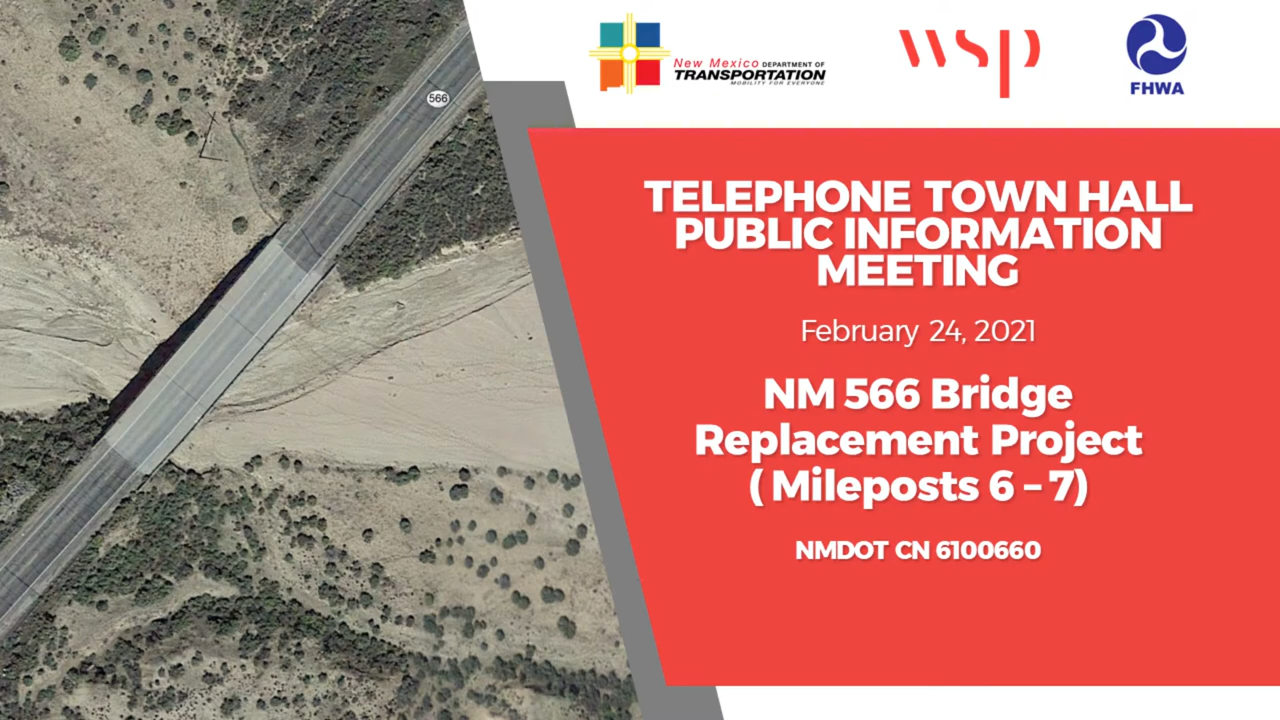 New Mexico DEPARTMENT OF
TRANSPORTATION
MOBILITY FOR EVERYONE
wsp
FHWA
566
TELEPHONE TOWN HALL
PUBLIC INFORMATION
MEETING
February 24, 2021
NM 566 Bridge
Replacement Project
( Mileposts 6 – 7)
NMDOT CN 6100660